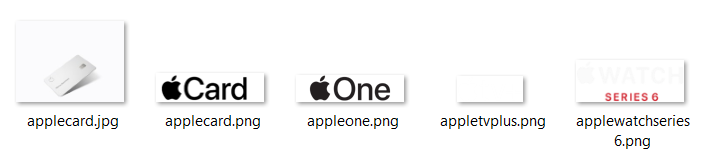 Card
One
WATCH
SERIES 6
applecard.jpg
applecard.png
appleone.png
appletvplus.png
applewatchseries
6.png